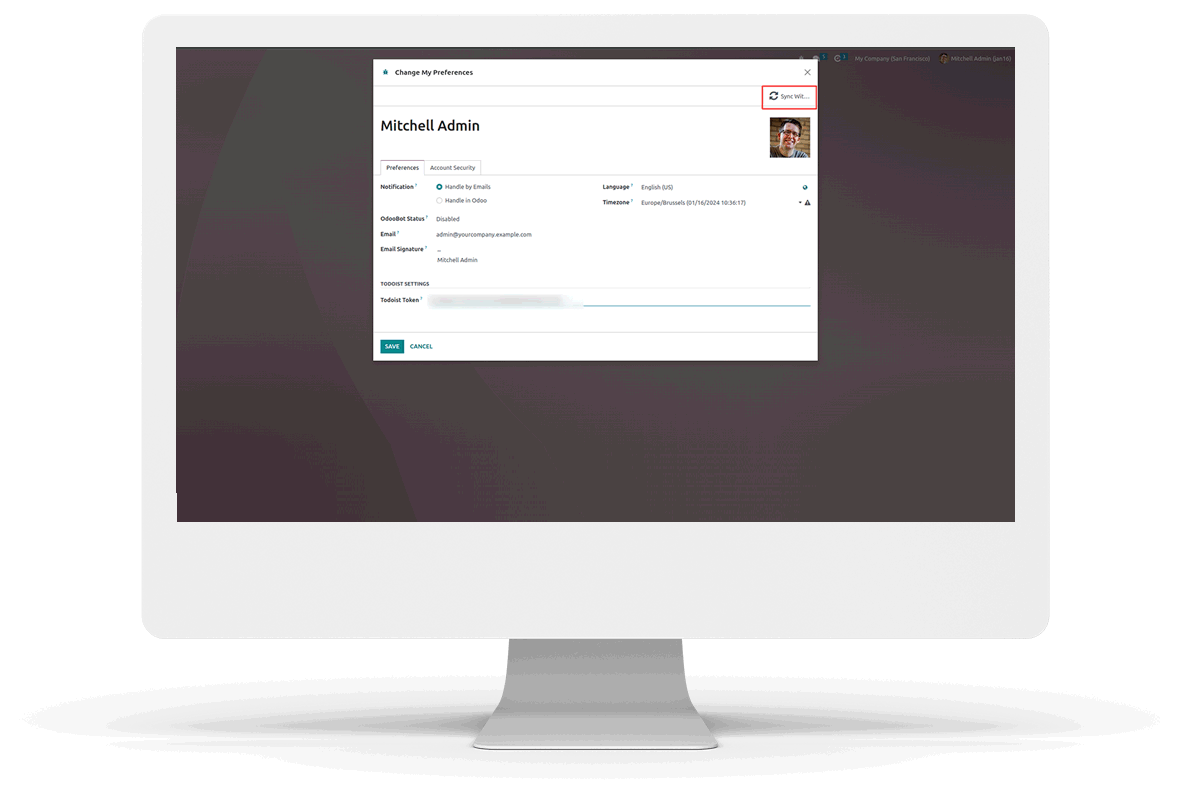 5 3 My Company (San Francisco) Mitchell Admin (jan16)
Change My Preferences
Sync Wit...
Mitchell Admin
Preferences Account Security
Notification ? Handle by Emails Language ? English (US)
Handle in Odoo Timezone ? Europe/Brussels (01/16/2024 10:36:17)
OdooBot Status ? Disabled
Email ? admin@yourcompany.example.com
Email Signature ? --
Mitchell Admin
TODOIST SETTINGS
Todoist Token ?
SAVE CANCEL